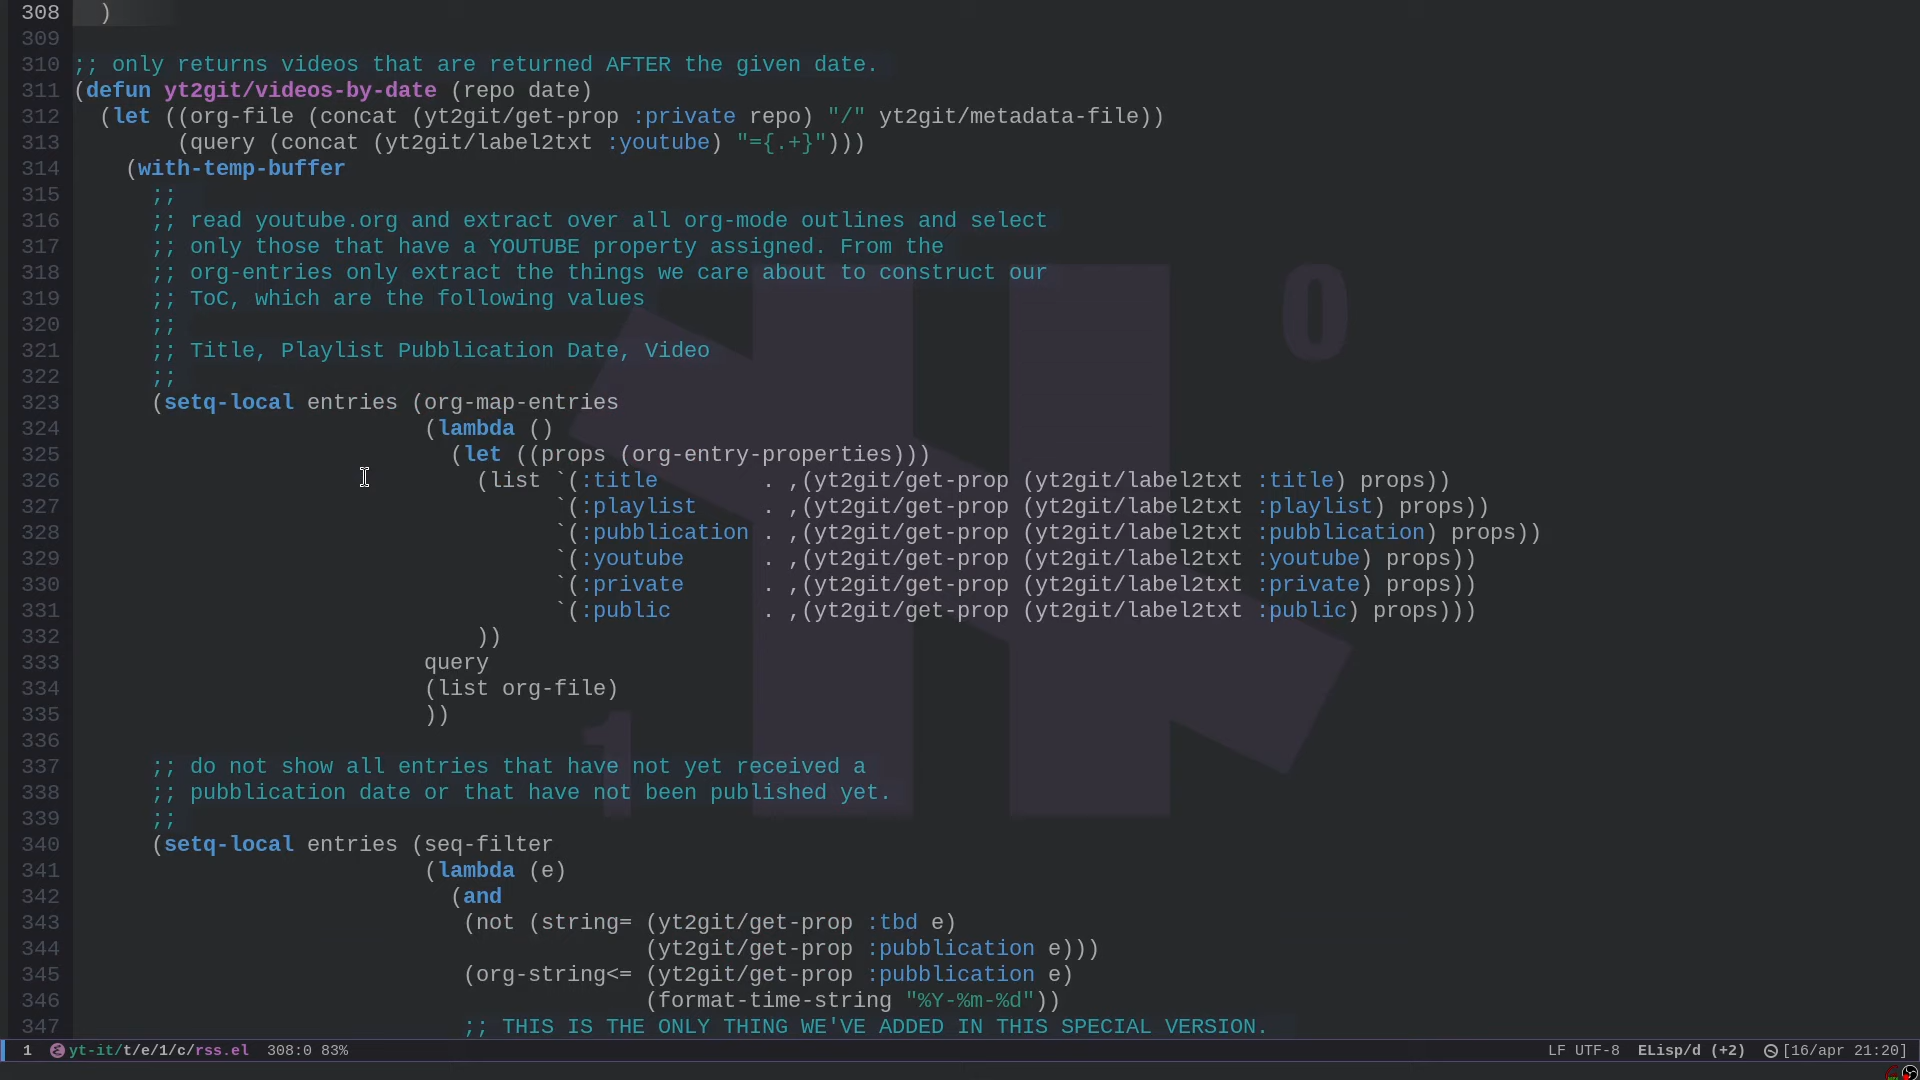 308   )
309
310 ;; only returns videos that are returned AFTER the given date.
311 (defun yt2git/videos-by-date (repo date)
312   (let ((org-file (concat (yt2git/get-prop :private repo) "/" yt2git/metadata-file))
313         (query (concat (yt2git/label2txt :youtube) "={.+}")))
314     (with-temp-buffer
315       ;;
316       ;; read youtube.org and extract over all org-mode outlines and select
317       ;; only those that have a YOUTUBE property assigned. From the
318       ;; org-entries only extract the things we care about to construct our
319       ;; ToC, which are the following values
320       ;;
321       ;; Title, Playlist Pubblication Date, Video
322       ;;
323       (setq-local entries (org-map-entries
324                            (lambda ()
325                              (let ((props (org-entry-properties)))
326                                (list `(:title        . ,(yt2git/get-prop (yt2git/label2txt :title) props))
327                                      `(:playlist     . ,(yt2git/get-prop (yt2git/label2txt :playlist) props))
328                                      `(:pubblication . ,(yt2git/get-prop (yt2git/label2txt :pubblication) props))
329                                      `(:youtube      . ,(yt2git/get-prop (yt2git/label2txt :youtube) props))
330                                      `(:private      . ,(yt2git/get-prop (yt2git/label2txt :private) props))
331                                      `(:public       . ,(yt2git/get-prop (yt2git/label2txt :public) props)))
332                                ))
333                            query
334                            (list org-file)
335                            ))
336
337       ;; do not show all entries that have not yet received a
338       ;; pubblication date or that have not been published yet.
339       ;;
340       (setq-local entries (seq-filter
341                            (lambda (e)
342                              (and
343                               (not (string= (yt2git/get-prop :tbd e)
344                                             (yt2git/get-prop :pubblication e)))
345                               (org-string<= (yt2git/get-prop :pubblication e)
346                                             (format-time-string "%Y-%m-%d"))
347                               ;; THIS IS THE ONLY THING WE'VE ADDED IN THIS SPECIAL VERSION.
0
1
1 yt-it/t/e/1/c/rss.el 308:0 83% LF UTF-8 ELisp/d (+2) [16/apr 21:20]